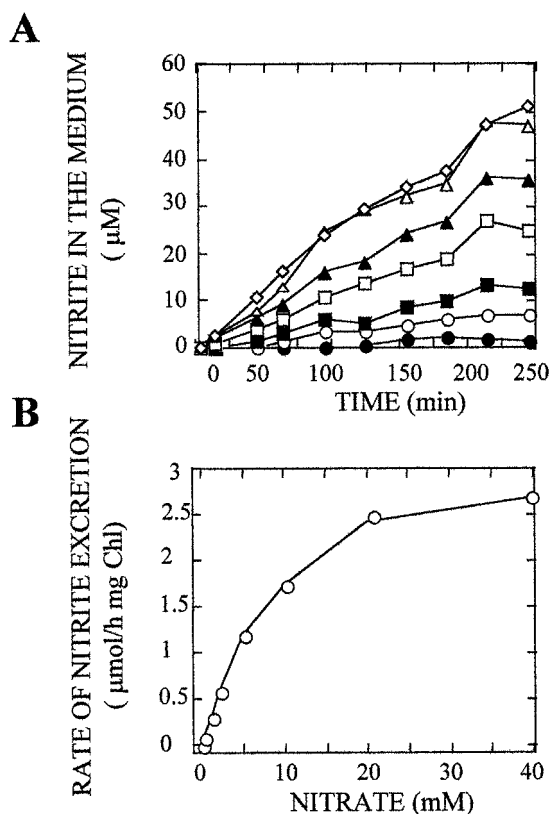 A
NITRITE IN THE MEDIUM
( µM)
60
50
40
30
20
10
0
0 50 100 150 200 250
TIME (min)
B
RATE OF NITRITE EXCRETION
( µmol/h mg Chl)
3
2.5
2
1.5
1
0.5
0
0 10 20 30 40
NITRATE (mM)